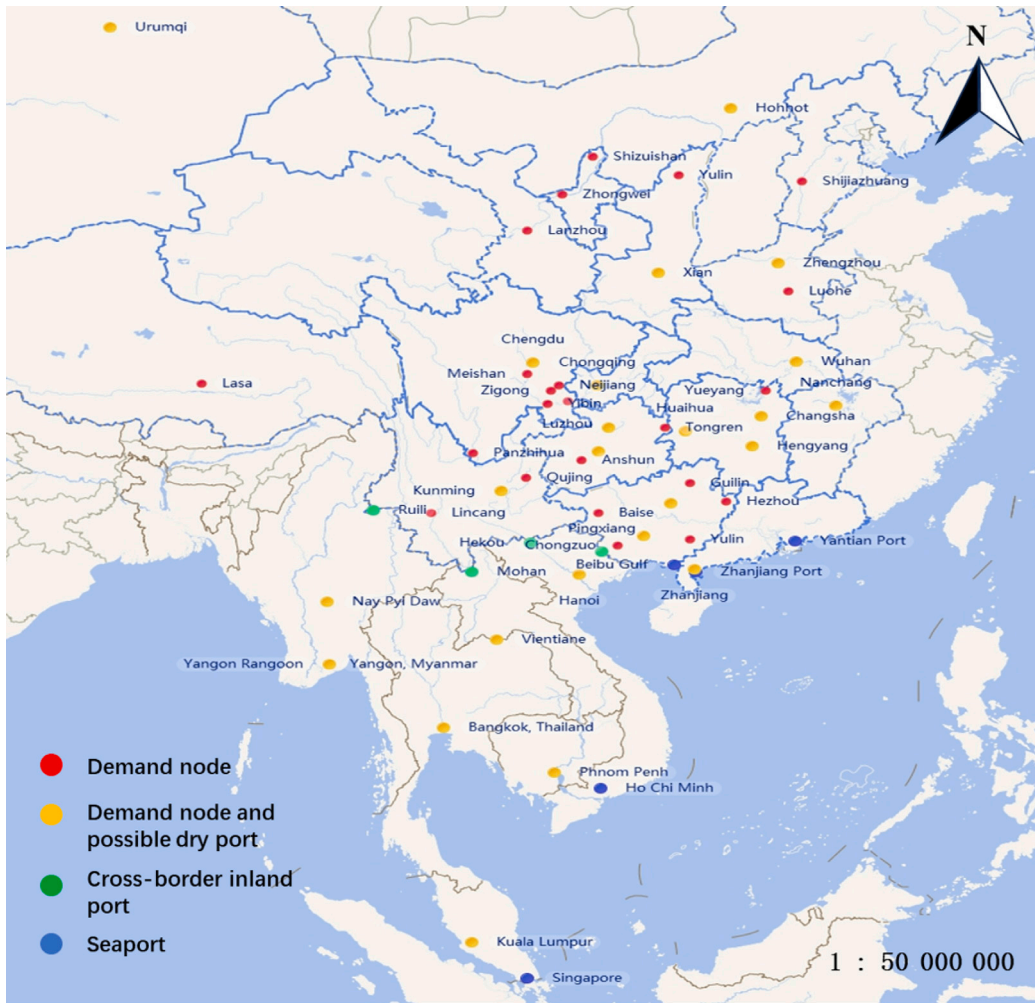 Urumqi
N
Hohhot
Shizuishan
Yulin
Shijiazhuang
Zhongwei
Lanzhou
Zhengzhou
Xian
Luohe
Chengdu
Chongqing
Wuhan
Meishan
Lasa
Neijiang
Nanchang
Zigong
Yueyang
Yibin
Huaihua
Changsha
Luzhou
Tongren
Hengyang
Panzhihua
Anshun
Qujing
Guilin
Kunming
Hezhou
Ruili
Lincang
Baise
Pingxiang
Hekou
Chongzuo
Yulin
Yantian Port
Beibu Gulf
Mohan
Zhanjiang Port
Hanoi
Zhanjiang
Nay Pyi Daw
Vientiane
Yangon Rangoon
Yangon, Myanmar
Bangkok, Thailand
Phnom Penh
Ho Chi Minh
Demand node
Demand node and
possible dry port
Cross-border inland
port
Seaport
Kuala Lumpur
Singapore
1 : 50 000 000